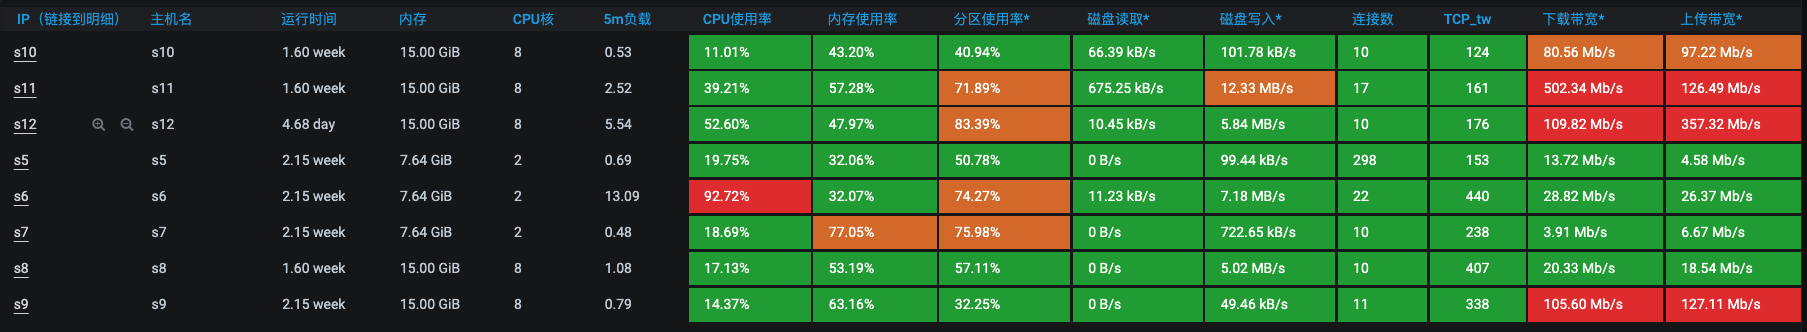 IP（链接到明细） 主机名 运行时间 内存 CPU核 5m负载 CPU使用率 内存使用率 分区使用率* 磁盘读取* 磁盘写入* 连接数 TCP_tw 下载带宽* 上传带宽*
s10 s10 1.60 week 15.00 GiB 8 0.53 11.01% 43.20% 40.94% 66.39 kB/s 101.78 kB/s 10 124 80.56 Mb/s 97.22 Mb/s
s11 s11 1.60 week 15.00 GiB 8 2.52 39.21% 57.28% 71.89% 675.25 kB/s 12.33 MB/s 17 161 502.34 Mb/s 126.49 Mb/s
s12 s12 4.68 day 15.00 GiB 8 5.54 52.60% 47.97% 83.39% 10.45 kB/s 5.84 MB/s 10 176 109.82 Mb/s 357.32 Mb/s
s5 s5 2.15 week 7.64 GiB 2 0.69 19.75% 32.06% 50.78% 0 B/s 99.44 kB/s 298 153 13.72 Mb/s 4.58 Mb/s
s6 s6 2.15 week 7.64 GiB 2 13.09 92.72% 32.07% 74.27% 11.23 kB/s 7.18 MB/s 22 440 28.82 Mb/s 26.37 Mb/s
s7 s7 2.15 week 7.64 GiB 2 0.48 18.69% 77.05% 75.98% 0 B/s 722.65 kB/s 10 238 3.91 Mb/s 6.67 Mb/s
s8 s8 1.60 week 15.00 GiB 8 1.08 17.13% 53.19% 57.11% 0 B/s 5.02 MB/s 10 407 20.33 Mb/s 18.54 Mb/s
s9 s9 2.15 week 15.00 GiB 8 0.79 14.37% 63.16% 32.25% 0 B/s 49.46 kB/s 11 338 105.60 Mb/s 127.11 Mb/s